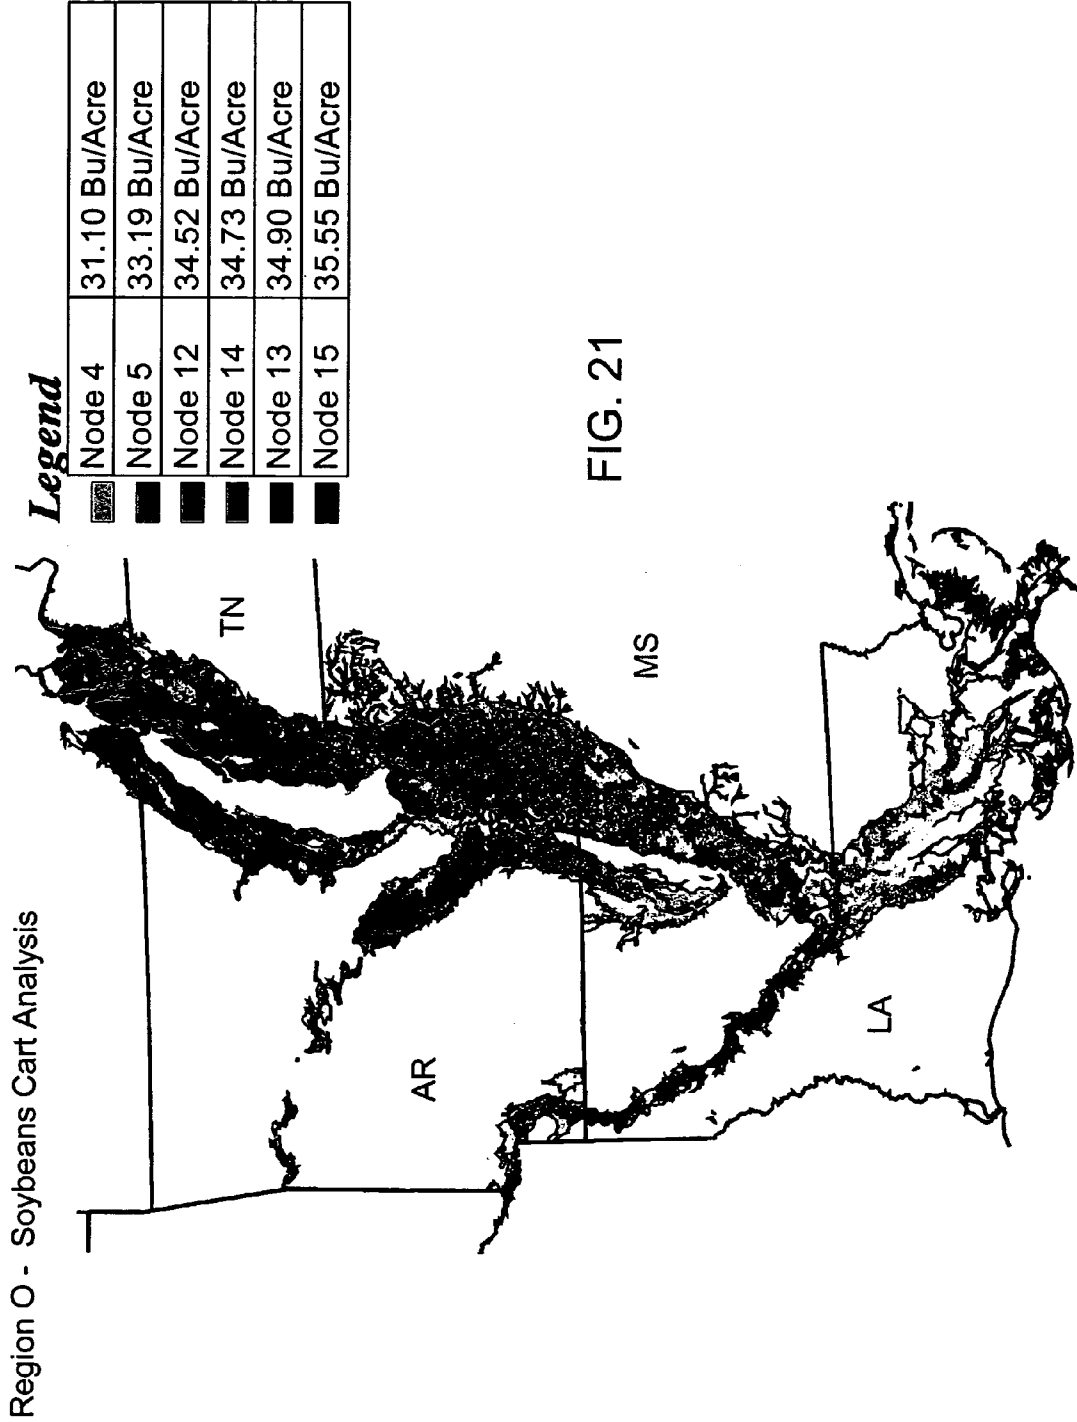 Region O - Soybeans Cart Analysis
Legend
Node 4 31.10 Bu/Acre
Node 5 33.19 Bu/Acre
Node 12 34.52 Bu/Acre
Node 14 34.73 Bu/Acre
Node 13 34.90 Bu/Acre
Node 15 35.55 Bu/Acre
TN
AR
MS
LA
FIG. 21